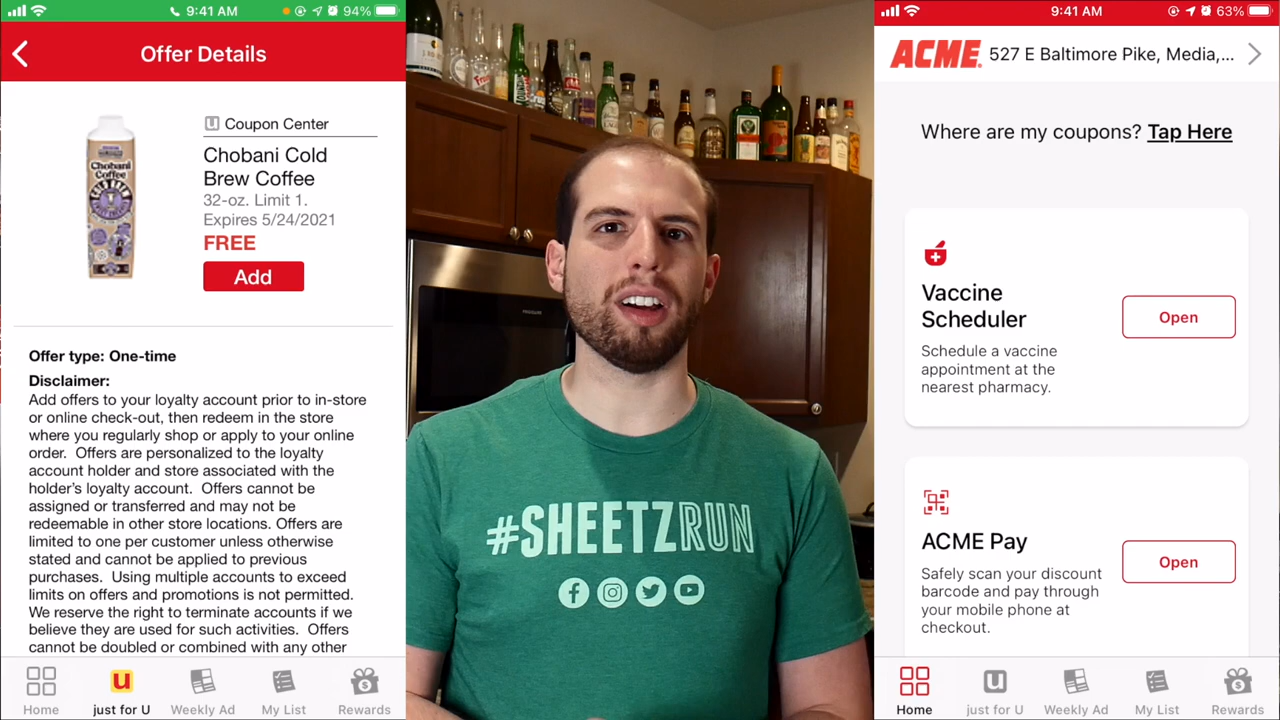 9:41 AM
94%
Offer Details
Coupon Center
Chobani Cold
Brew Coffee
32-oz. Limit 1.
Expires 5/24/2021
FREE
Add
Chobani
Coffee
Offer type: One-time
Disclaimer:
Add offers to your loyalty account prior to in-store
or online check-out, then redeem in the store
where you regularly shop or apply to your online
order. Offers are personalized to the loyalty
account holder and store associated with the
holder's loyalty account. Offers cannot be
assigned or transferred and may not be
redeemable in other store locations. Offers are
limited to one per customer unless otherwise
stated and cannot be applied to previous
purchases. Using multiple accounts to exceed
limits on offers and promotions is not permitted.
We reserve the right to terminate accounts if we
believe they are used for such activities. Offers
cannot be doubled or combined with any other
Home
just for U
Weekly Ad
My List
Rewards
#SHEETZRUN
9:41 AM
63%
ACME
527 E Baltimore Pike, Media,...
Where are my coupons? Tap Here
Vaccine
Scheduler
Schedule a vaccine
appointment at the
nearest pharmacy.
Open
ACME Pay
Safely scan your discount
barcode and pay through
your mobile phone at
checkout.
Open
Home
just for U
Weekly Ad
My List
Rewards